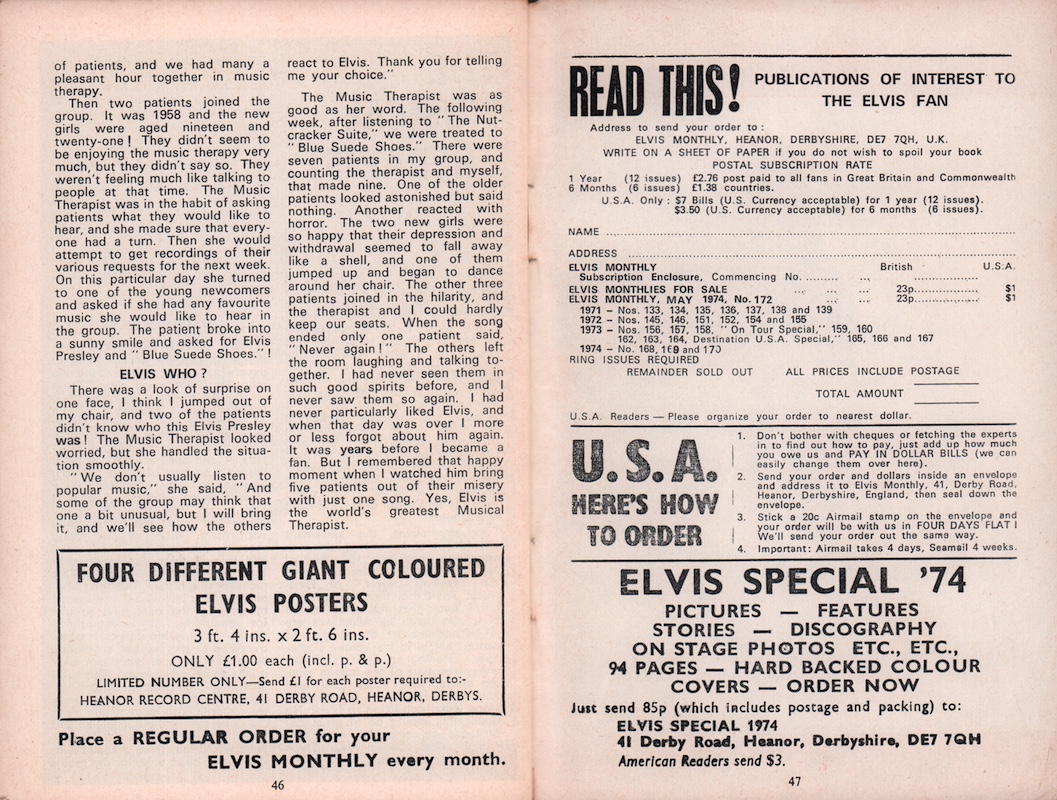 of patients, and we had many a
pleasant hour together in music
therapy.
Then two patients joined the
group. It was 1958 and the new
girls were aged nineteen and
twenty-one! They didn't seem to
be enjoying the music therapy very
much, but they didn't say so. They
weren't feeling much like talking to
people at that time. The Music
Therapist was in the habit of asking
patients what they would like to
hear, and she made sure that every-
one had a turn. Then she would
attempt to get recordings of their
various requests for the next week.
On this particular day she turned
to one of the young newcomers
and asked if she had any favourite
music she would like to hear in
the group. The patient broke into
a sunny smile and asked for Elvis
Presley and " Blue Suede Shoes."!
ELVIS WHO ?
There was a look of surprise on
one face, I think I jumped out of
my chair, and two of the patients
didn't know who this Elvis Presley
was! The Music Therapist looked
worried, but she handled the situa-
tion smoothly.
" We don't usually listen to
popular music," she said, " And
some of the group may think that
one a bit unusual, but I will bring
it, and we'll see how the others
react to Elvis. Thank you for telling
me your choice."
The Music Therapist was as
good as her word. The following
week, after listening to " The Nut-
cracker Suite," we were treated to
" Blue Suede Shoes." There were
seven patients in my group, and
counting the therapist and myself,
that made nine. One of the older
patients looked astonished but said
nothing. Another reacted with
horror. The two new girls were
so happy that their depression and
withdrawal seemed to fall away
like a shell, and one of them
jumped up and began to dance
around her chair. The other three
patients joined in the hilarity, and
the therapist and I could hardly
keep our seats. When the song
ended only one patient said,
" Never again ! " The others left
the room laughing and talking to-
gether. I had never seen them in
such good spirits before, and I
never saw them so again. I had
never particularly liked Elvis, and
when that day was over I more
or less forgot about him again.
It was years before I became a
fan. But I remembered that happy
moment when I watched him bring
five patients out of their misery
with just one song. Yes, Elvis is
the world's greatest Musical
Therapist.
FOUR DIFFERENT GIANT COLOURED
ELVIS POSTERS
3 ft. 4 ins. x 2 ft. 6 ins.
ONLY £1.00 each (incl. p. & p.)
LIMITED NUMBER ONLY—Send £1 for each poster required to:-
HEANOR RECORD CENTRE, 41 DERBY ROAD, HEANOR, DERBYS.
Place a REGULAR ORDER for your
ELVIS MONTHLY every month.
46
READ THIS! PUBLICATIONS OF INTEREST TO
THE ELVIS FAN
Address to send your order to :
ELVIS MONTHLY, HEANOR, DERBYSHIRE, DE7 7QH, U.K.
WRITE ON A SHEET OF PAPER if you do not wish to spoil your book
POSTAL SUBSCRIPTION RATE
1 Year (12 issues) £2.76 post paid to all fans in Great Britain and Commonwealth
6 Months (6 issues) £1.38 countries.
U.S.A. Only : $7 Bills (U.S. Currency acceptable) for 1 year (12 issues).
$3.50 (U.S. Currency acceptable) for 6 months (6 issues).
NAME
ADDRESS
ELVIS MONTHLY British U.S.A.
Subscription Enclosure, Commencing No.
ELVIS MONTHLIES FOR SALE 23p $1
ELVIS MONTHLY, MAY 1974, No. 172 23p $1
1971 – Nos. 133, 134, 135, 136, 137, 138 and 139
1972 – Nos. 145, 146, 151, 152, 154 and 155
1973 – Nos. 156, 157, 158, " On Tour Special," 159, 160
162, 163, 164, Destination U.S.A. Special," 165, 166 and 167
1974 – No. 168, 169 and 170
RING ISSUES REQUIRED
REMAINDER SOLD OUT ALL PRICES INCLUDE POSTAGE
TOTAL AMOUNT
U.S.A. Readers — Please organize your order to nearest dollar.
U.S.A.
HERE'S HOW
TO ORDER
1. Don't bother with cheques or fetching the experts
in to find out how to pay, just add up how much
you owe us and PAY IN DOLLAR BILLS (we can
easily change them over here).
2. Send your order and dollars inside an envelope
and address it to Elvis Monthly, 41, Derby Road,
Heanor, Derbyshire, England, then seal down the
envelope.
3. Stick a 20c Airmail stamp on the envelope and
your order will be with us in FOUR DAYS FLAT !
We'll send your order out the same way.
4. Important: Airmail takes 4 days, Seamail 4 weeks.
ELVIS SPECIAL '74
PICTURES — FEATURES
STORIES — DISCOGRAPHY
ON STAGE PHOTOS ETC., ETC.,
94 PAGES — HARD BACKED COLOUR
COVERS — ORDER NOW
Just send 85p (which includes postage and packing) to:
ELVIS SPECIAL 1974
41 Derby Road, Heanor, Derbyshire, DE7 7QH
American Readers send $3.
47